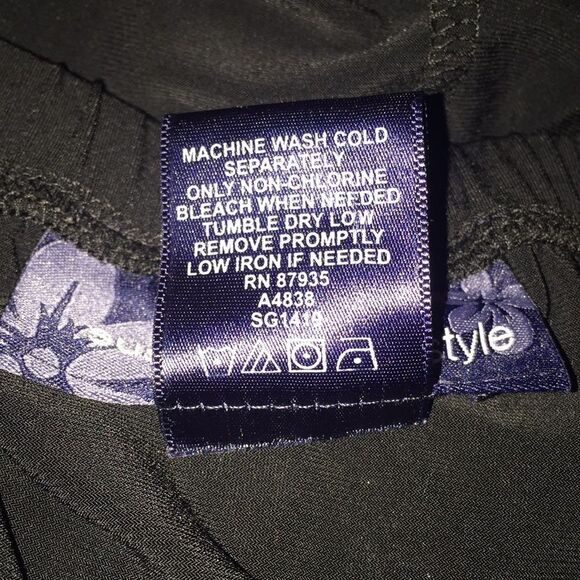 MACHINE WASH COLD
SEPARATELY
ONLY NON-CHLORINE
BLEACH WHEN NEEDED
TUMBLE DRY LOW
REMOVE PROMPTLY
LOW IRON IF NEEDED
RN 87935
A4838
SG1419
style